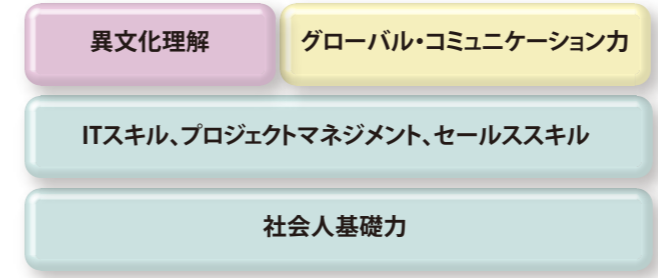 異文化理解
グローバル・コミュニケーション力
ITスキル、プロジェクトマネジメント、セールススキル
社会人基礎力